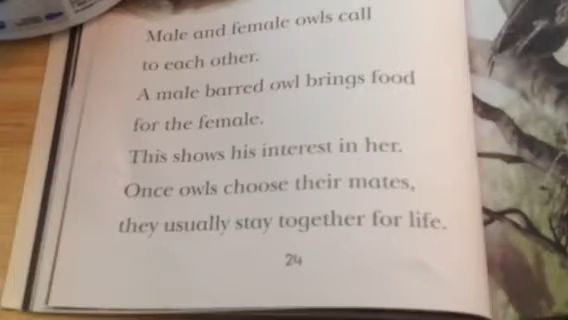 Male and female owls call
to each other.
A male barred owl brings food
for the female.
This shows his interest in her.
Once owls choose their mates,
they usually stay together for life.
24